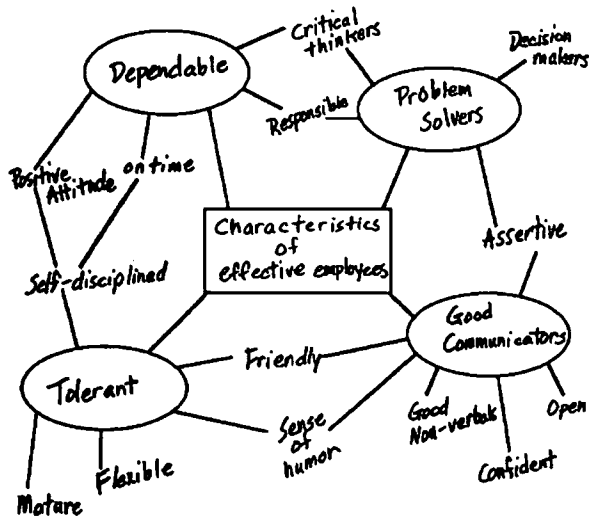 Critical
thinkers
Decision
makers
Dependable
Problem
Solvers
Responsible
Positive
Attitude
on time
Characteristics
of
effective employees
Assertive
Self-disciplined
Good
Communicators
Friendly
Tolerant
Good
Non-verbals
Open
Sense
of
humor
Flexible
Confident
Mature